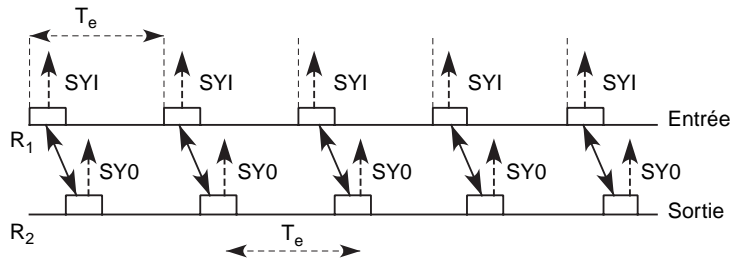 Te
SYI SYI SYI SYI SYI
Entrée
R1
SY0 SY0 SY0 SY0 SY0
Sortie
R2
Te